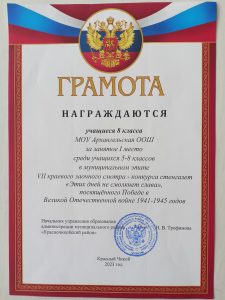 ГРАМОТА
НАГРАЖДАЮТСЯ
учащиеся 8 класса
МОУ Архангельская ООШ
за занятое I место
среди учащихся 5-8 классов
в муниципальном этапе
VII краевого заочного смотра - конкурса стенгазет
«Этих дней не смолкнет слава»,
посвящённого Победе в
Великой Отечественной войне 1941-1945 годов
Начальник управления образования
администрации муниципального района
«Красночикойский район»
Н. В. Трофимова
Красный Чикой
2023 год